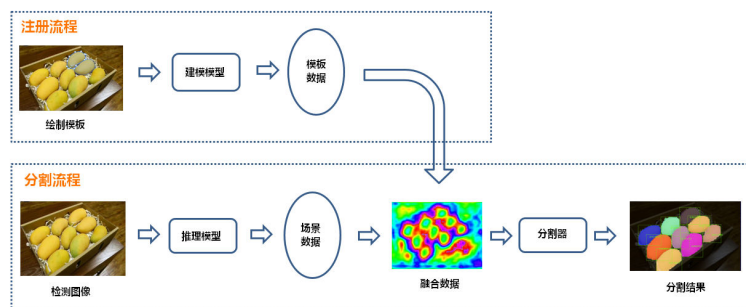 注册流程
绘制模板
建模模型
模板
数据
分割流程
检测图像
推理模型
场景
数据
融合数据
分割器
分割结果